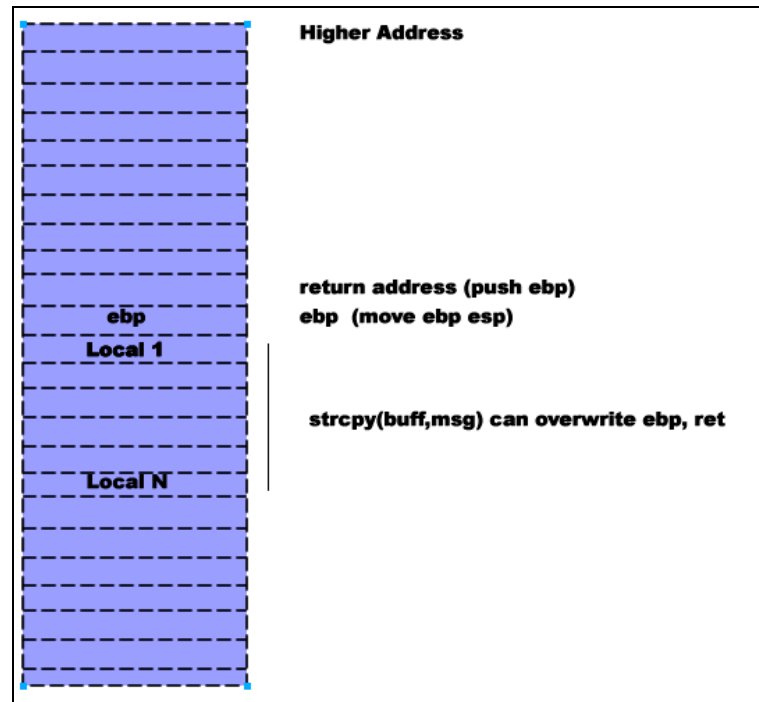 Higher Address
return address (push ebp)
ebp
ebp (move ebp esp)
Local 1
strcpy(buff,msg) can overwrite ebp, ret
Local N